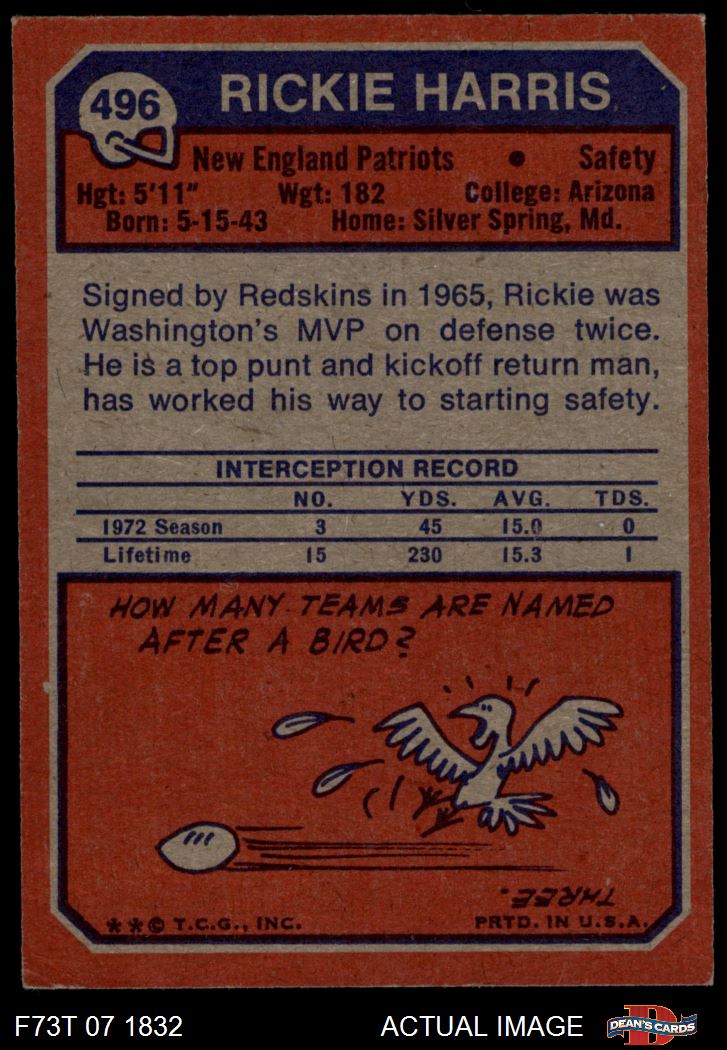 496
RICKIE HARRIS
New England Patriots • Safety
Hgt: 5'11" Wgt: 182 College: Arizona
Born: 5-15-43 Home: Silver Spring, Md.
Signed by Redskins in 1965, Rickie was
Washington's MVP on defense twice.
He is a top punt and kickoff return man,
has worked his way to starting safety.
INTERCEPTION RECORD
NO. YDS. AVG. TDS.
1972 Season 3 45 15.0 0
Lifetime 15 230 15.3 1
HOW MANY TEAMS ARE NAMED
AFTER A BIRD?
THREE.
**© T.C.G., INC. PRTD. IN U.S.A.
F73T 07 1832 ACTUAL IMAGE
D
DEAN'S CARDS